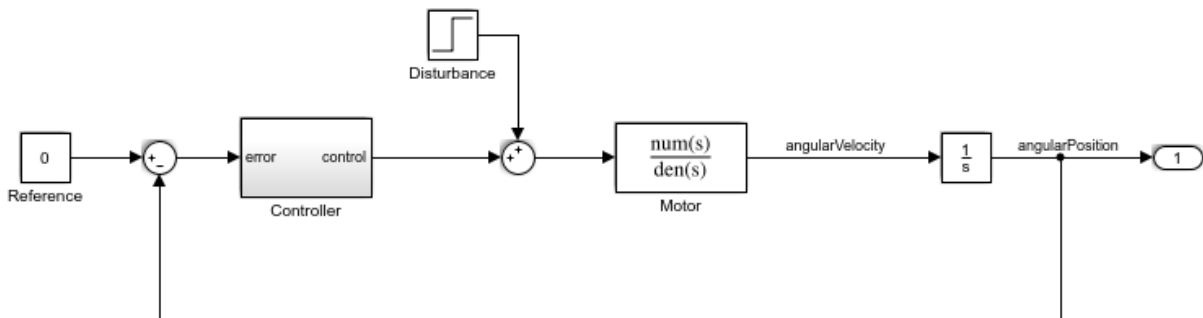 Disturbance
0
Reference
+
−
error
control
Controller
+
+
num(s)
den(s)
Motor
angularVelocity
1
s
angularPosition
1